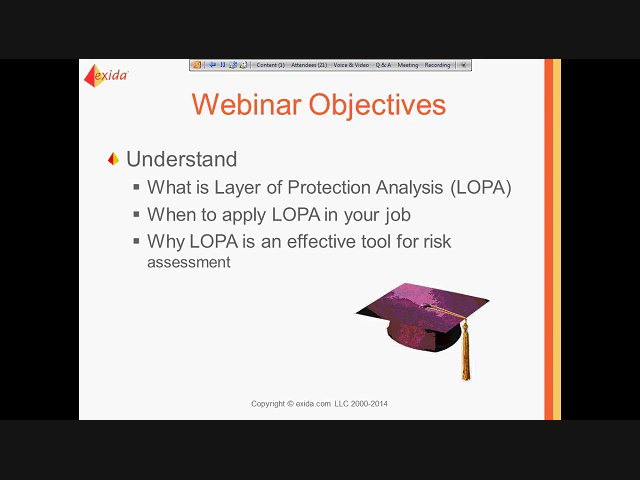 Content (1) Attendees (21) Voice & Video Q & A Meeting Recording
exida
Webinar Objectives
Understand
What is Layer of Protection Analysis (LOPA)
When to apply LOPA in your job
Why LOPA is an effective tool for risk
assessment
Copyright © exida.com LLC 2000-2014